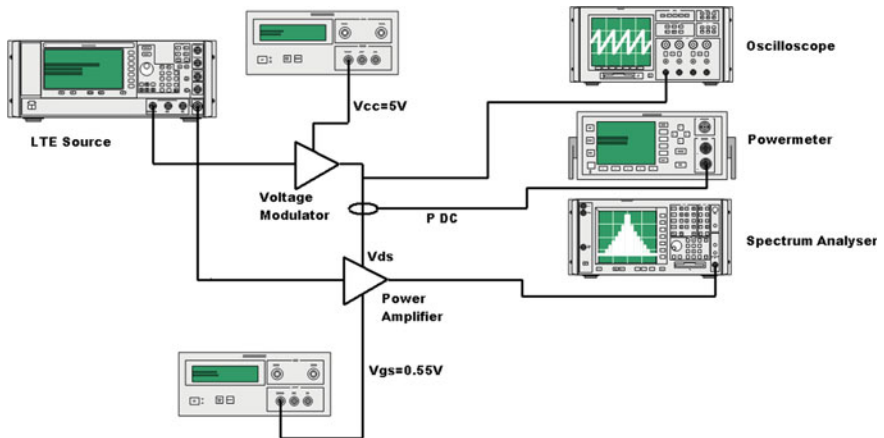 Oscilloscope
Vcc=5V
LTE Source
Powermeter
Voltage
Modulator
P DC
Spectrum Analyser
Vds
Power
Amplifier
Vgs=0.55V